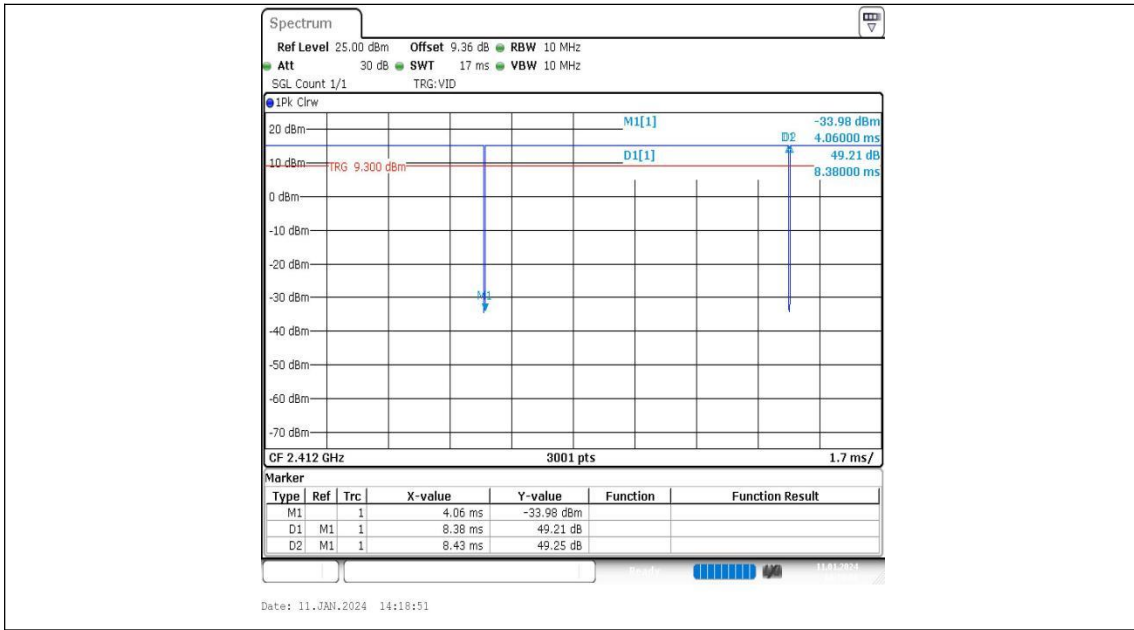 Spectrum
Ref Level 25.00 dBm Offset 9.36 dB RBW 10 MHz
Att 30 dB SWT 17 ms VBW 10 MHz
SGL Count 1/1 TRG:VID
1Pk Clrw
M1[1] -33.98 dBm
20 dBm
D2 4.06000 ms
D1[1] 49.21 dB
10 dBm
TRG 9.300 dBm
8.38000 ms
0 dBm
-10 dBm
-20 dBm
-30 dBm
M1
-40 dBm
-50 dBm
-60 dBm
-70 dBm
CF 2.412 GHz 3001 pts 1.7 ms/
Marker
Type Ref Trc X-value Y-value Function Function Result
M1 1 4.06 ms -33.98 dBm
D1 M1 1 8.38 ms 49.21 dB
D2 M1 1 8.43 ms 49.25 dB
Ready 11.01.2024
Date: 11.JAN.2024 14:18:51